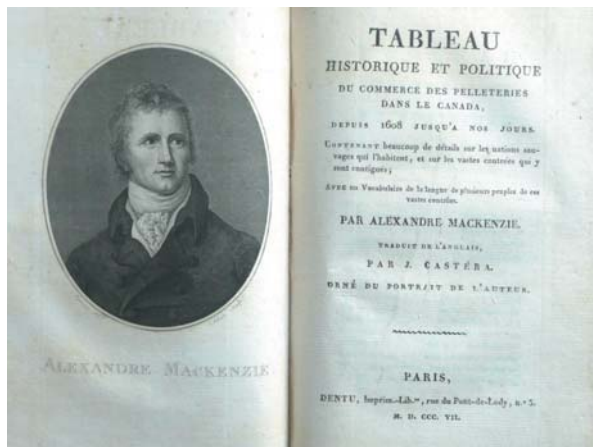 ALEXANDRE MACKENZIE
TABLEAU
HISTORIQUE ET POLITIQUE
DU COMMERCE DES PELLETERIES
DANS LE CANADA,
DEPUIS 1608 JUSQU'A NOS JOURS.
CONTENANT beaucoup de détails sur les nations sau-
vages qui l'habitent, et sur les vastes contrées qui y
sont contiguës;
AVEC un Vocabulaire de la langue de plusieurs peuples de ces
vastes contrées.
PAR ALEXANDRE MACKENZIE.
TRADUIT DE L'ANGLAIS,
PAR J. CASTÉRA.
ORNÉ DU PORTRAIT DE L'AUTEUR.
PARIS,
DENTU, Imprim.-Lib.re, rue du Pont-de-Lody, n.o 3.
M. D. CCC. VII.